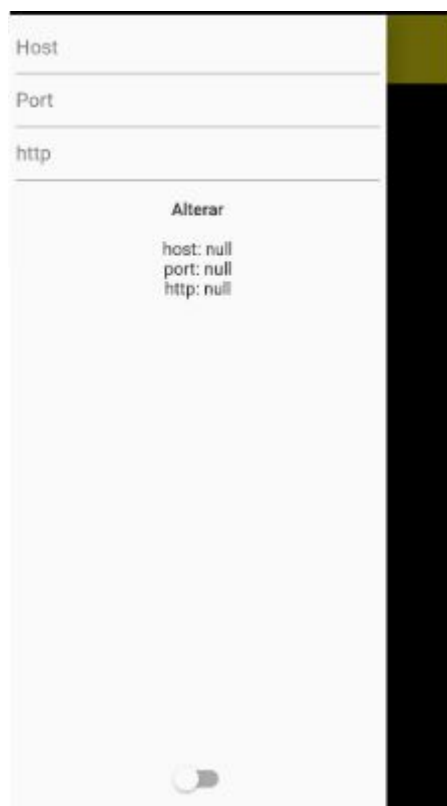 Host
Port
http
Alterar
host: null
port: null
http: null